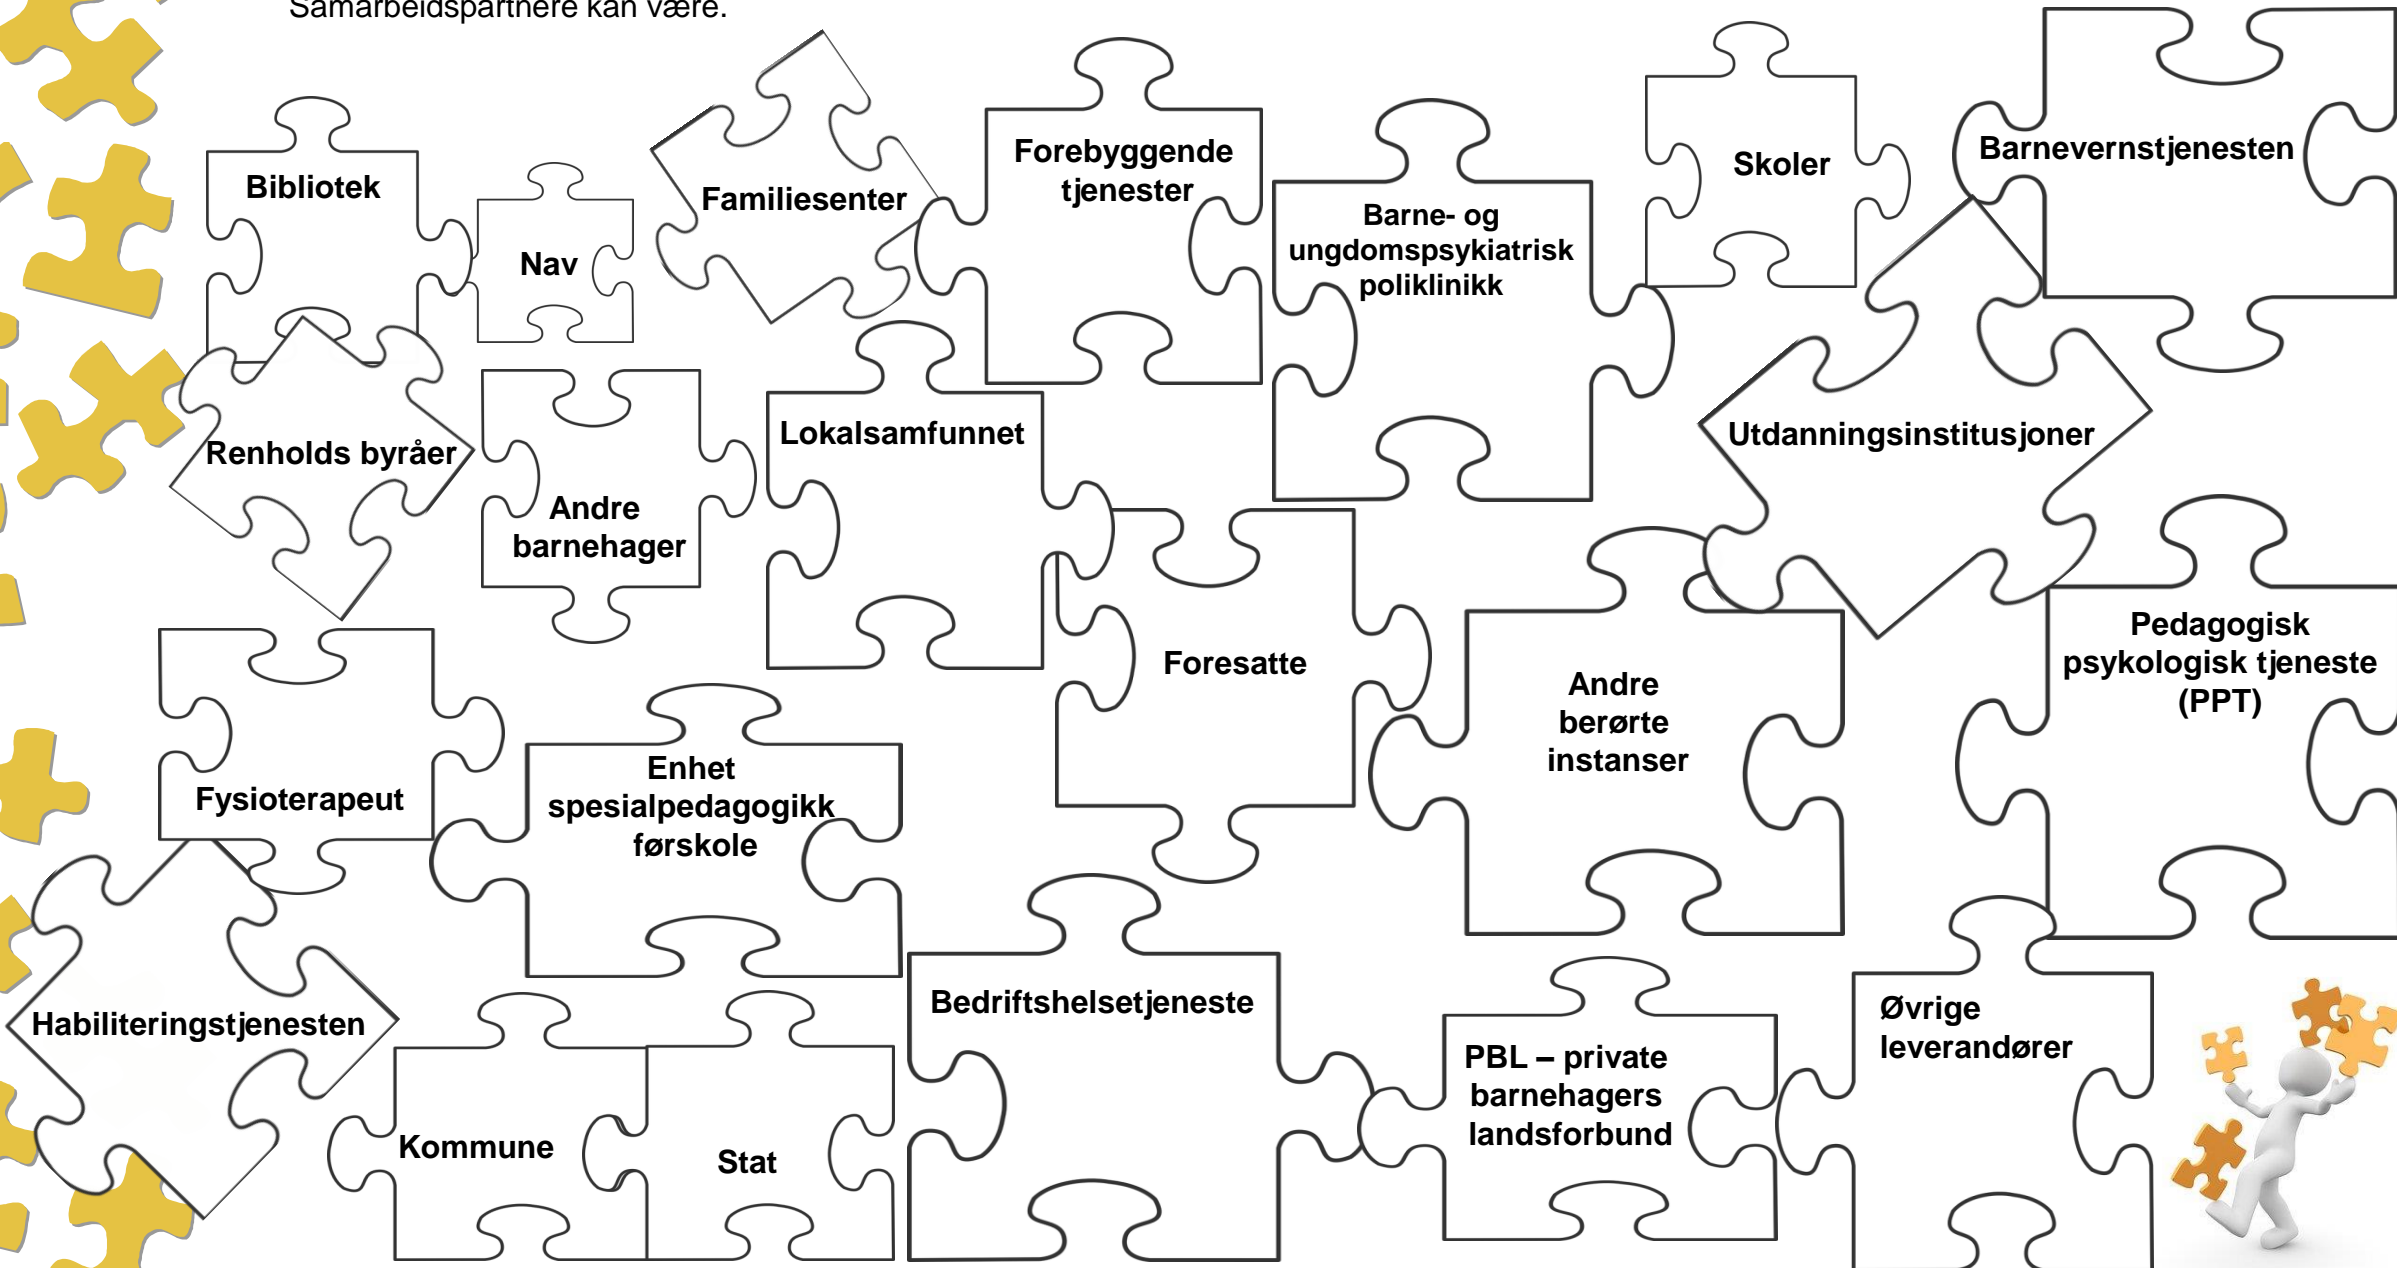 Samarbeidspartnere kan være.
Bibliotek
Nav
Familiesenter
Forebyggende
tjenester
Barne- og
ungdomspsykiatrisk
poliklinikk
Skoler
Barnevernstjenesten
Renholds byråer
Andre
barnehager
Lokalsamfunnet
Utdanningsinstitusjoner
Foresatte
Andre
berørte
instanser
Pedagogisk
psykologisk tjeneste
(PPT)
Fysioterapeut
Enhet
spesialpedagogikk
førskole
Habiliteringstjenesten
Kommune
Stat
Bedriftshelsetjeneste
PBL – private
barnehagers
landsforbund
Øvrige
leverandører